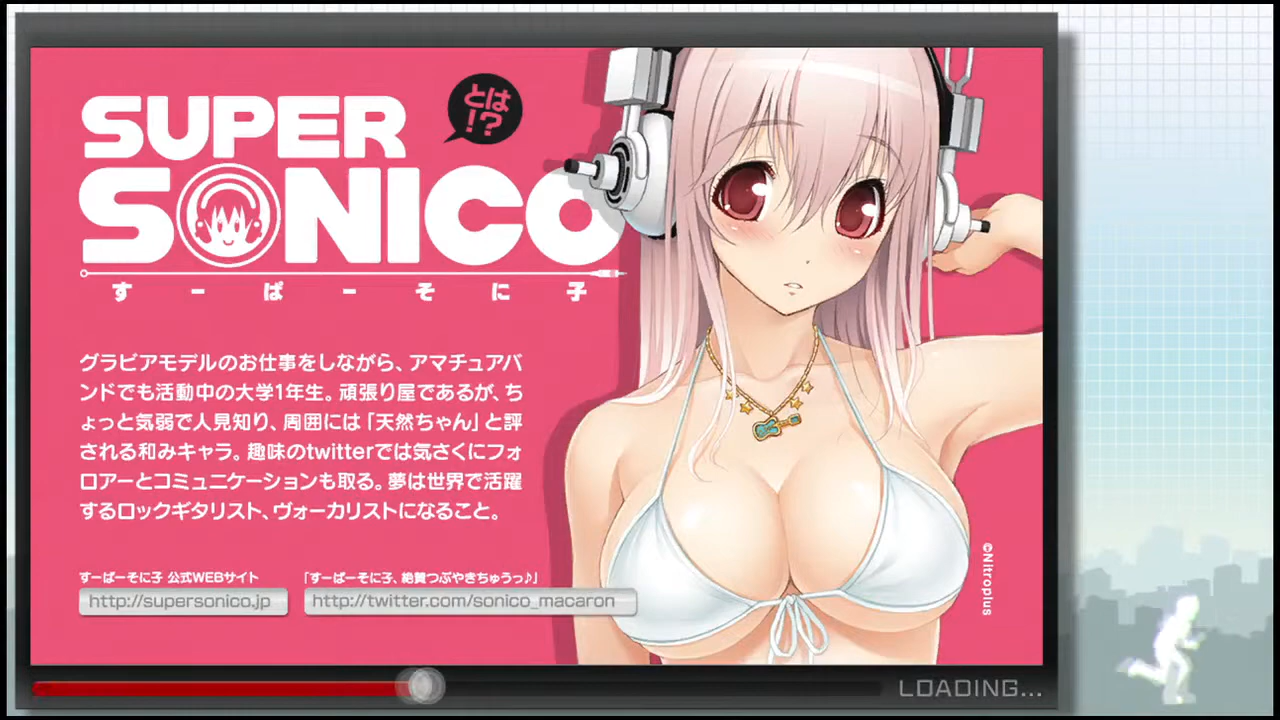 SUPER
とは
!?
SONICO
すーぱーそに子
グラビアモデルのお仕事をしながら、アマチュアバ
ンドでも活動中の大学1年生。頑張り屋であるが、ち
ょっと気弱で人見知り、周囲には「天然ちゃん」と評
される和みキャラ。趣味のtwitterでは気さくにフォ
ロアーとコミュニケーションも取る。夢は世界で活躍
するロックギタリスト、ヴォーカリストになること。
すーぱーそに子 公式WEBサイト
http://supersonico.jp
「すーぱーそに子、絶賛つぶやきちゅうっ♪」
http://twitter.com/sonico_macaron
©Nitroplus
LOADING...